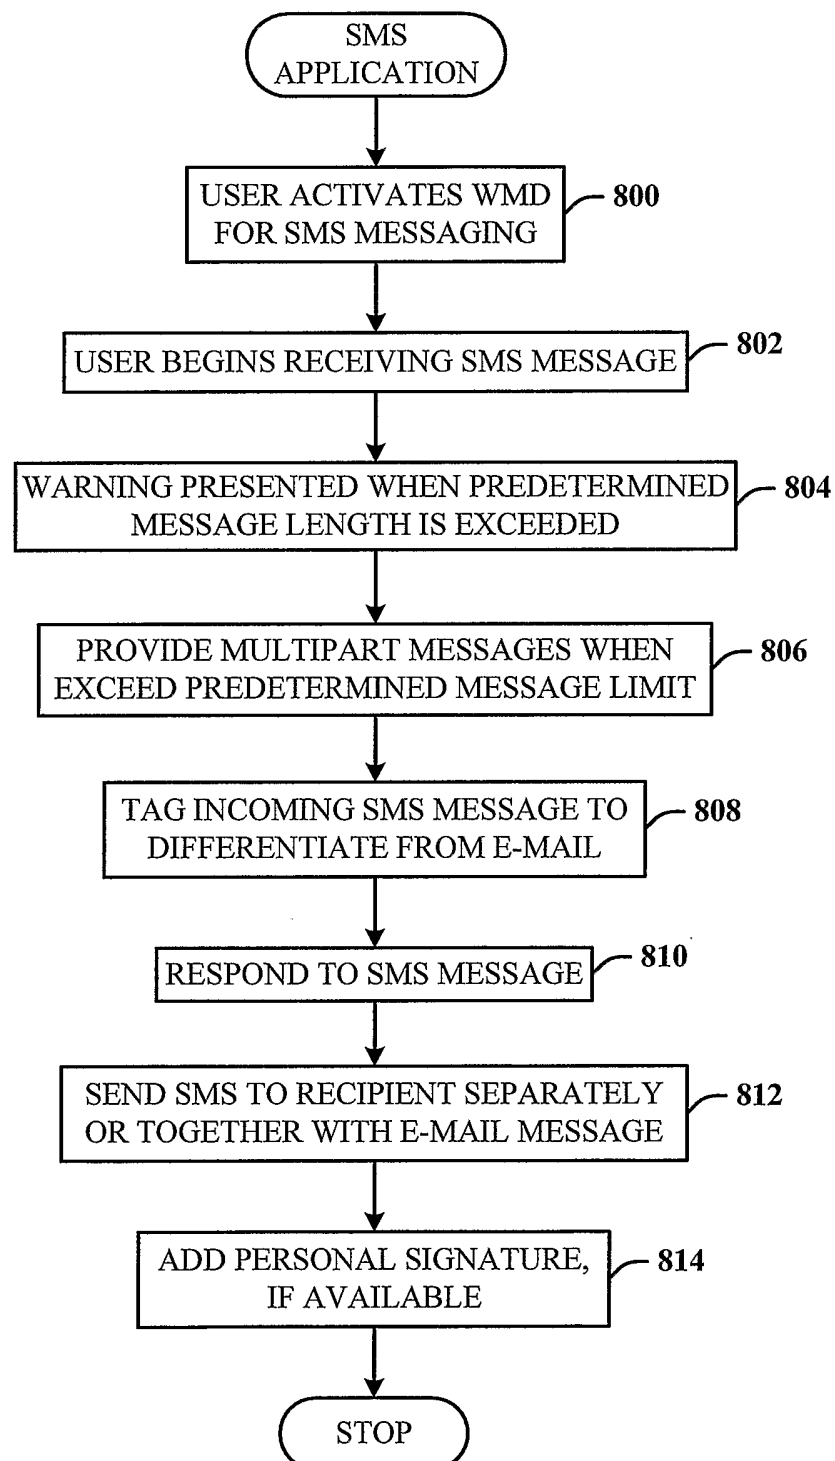 SMS
APPLICATION
USER ACTIVATES WMD
FOR SMS MESSAGING
800
USER BEGINS RECEIVING SMS MESSAGE
802
WARNING PRESENTED WHEN PREDETERMINED
MESSAGE LENGTH IS EXCEEDED
804
PROVIDE MULTIPART MESSAGES WHEN
EXCEED PREDETERMINED MESSAGE LIMIT
806
TAG INCOMING SMS MESSAGE TO
DIFFERENTIATE FROM E-MAIL
808
RESPOND TO SMS MESSAGE
810
SEND SMS TO RECIPIENT SEPARATELY
OR TOGETHER WITH E-MAIL MESSAGE
812
ADD PERSONAL SIGNATURE,
IF AVAILABLE
814
STOP